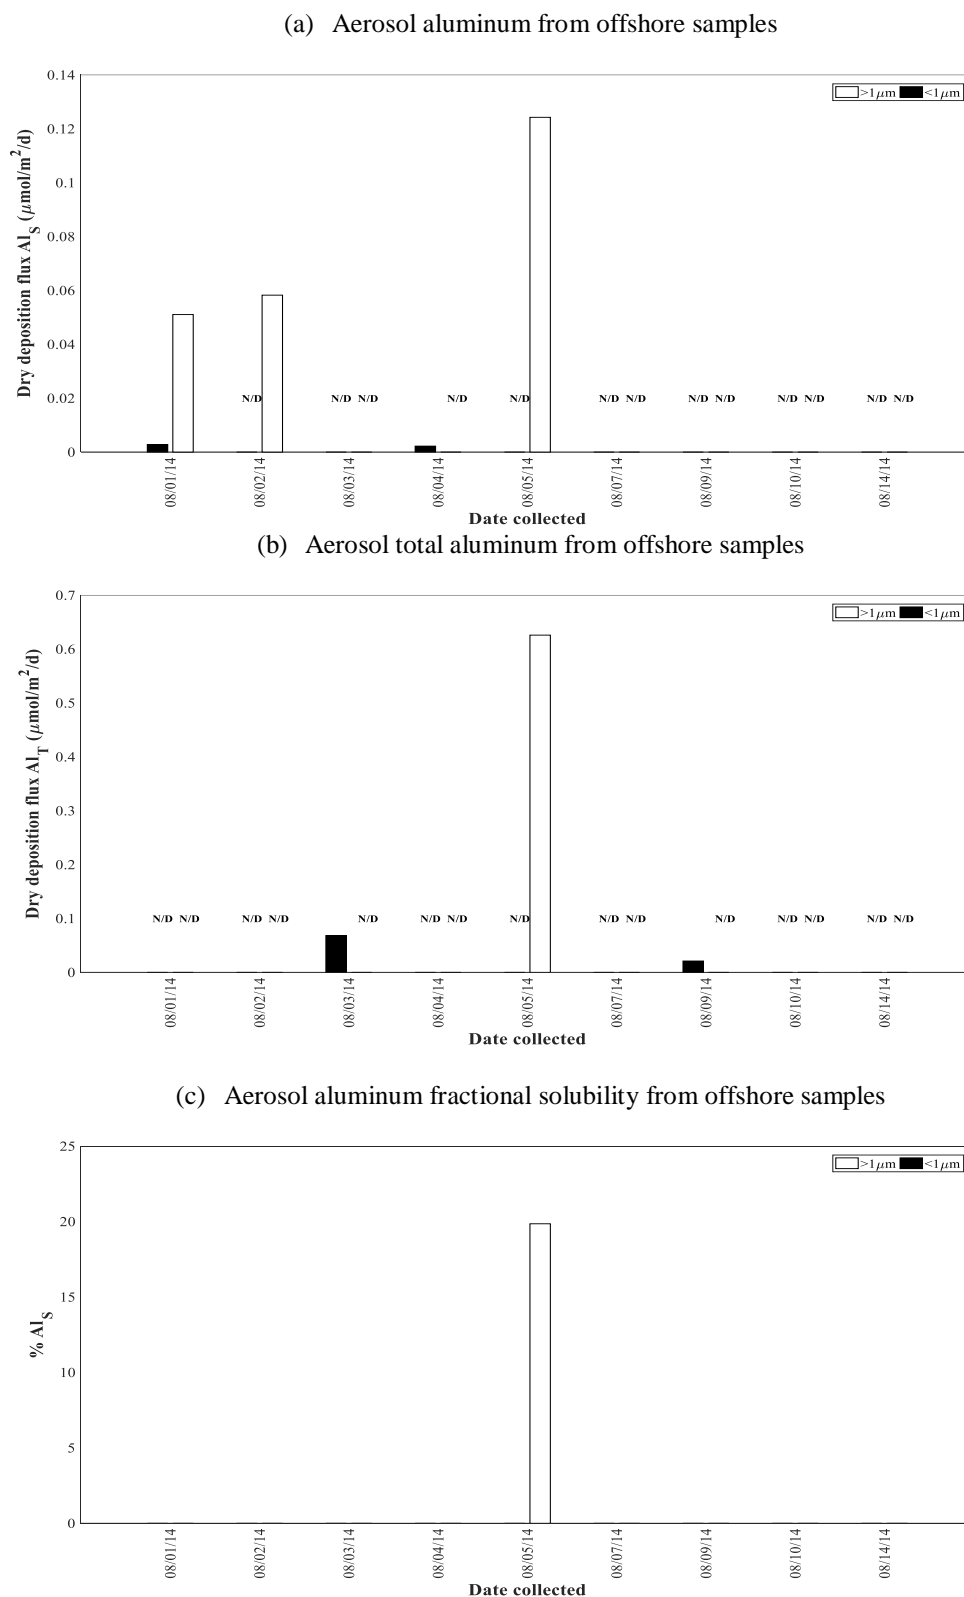 (a) Aerosol aluminum from offshore samples
0.14
>1μm <1μm
0.12
0.1
0.08
0.06
0.04
0.02
0
Dry deposition flux Al_S (μmol/m²/d)
N/D N/D N/D N/D N/D N/D N/D N/D N/D N/D N/D N/D N/D
08/01/14 08/02/14 08/03/14 08/04/14 08/05/14 08/07/14 08/09/14 08/10/14 08/14/14
Date collected
(b) Aerosol total aluminum from offshore samples
0.7
>1μm <1μm
0.6
0.5
0.4
0.3
0.2
0.1
0
Dry deposition flux Al_T (μmol/m²/d)
N/D N/D N/D N/D N/D N/D N/D N/D N/D N/D N/D N/D N/D N/D N/D
08/01/14 08/02/14 08/03/14 08/04/14 08/05/14 08/07/14 08/09/14 08/10/14 08/14/14
Date collected
(c) Aerosol aluminum fractional solubility from offshore samples
25
>1μm <1μm
20
15
10
5
0
% Al_S
08/01/14 08/02/14 08/03/14 08/04/14 08/05/14 08/07/14 08/09/14 08/10/14 08/14/14
Date collected